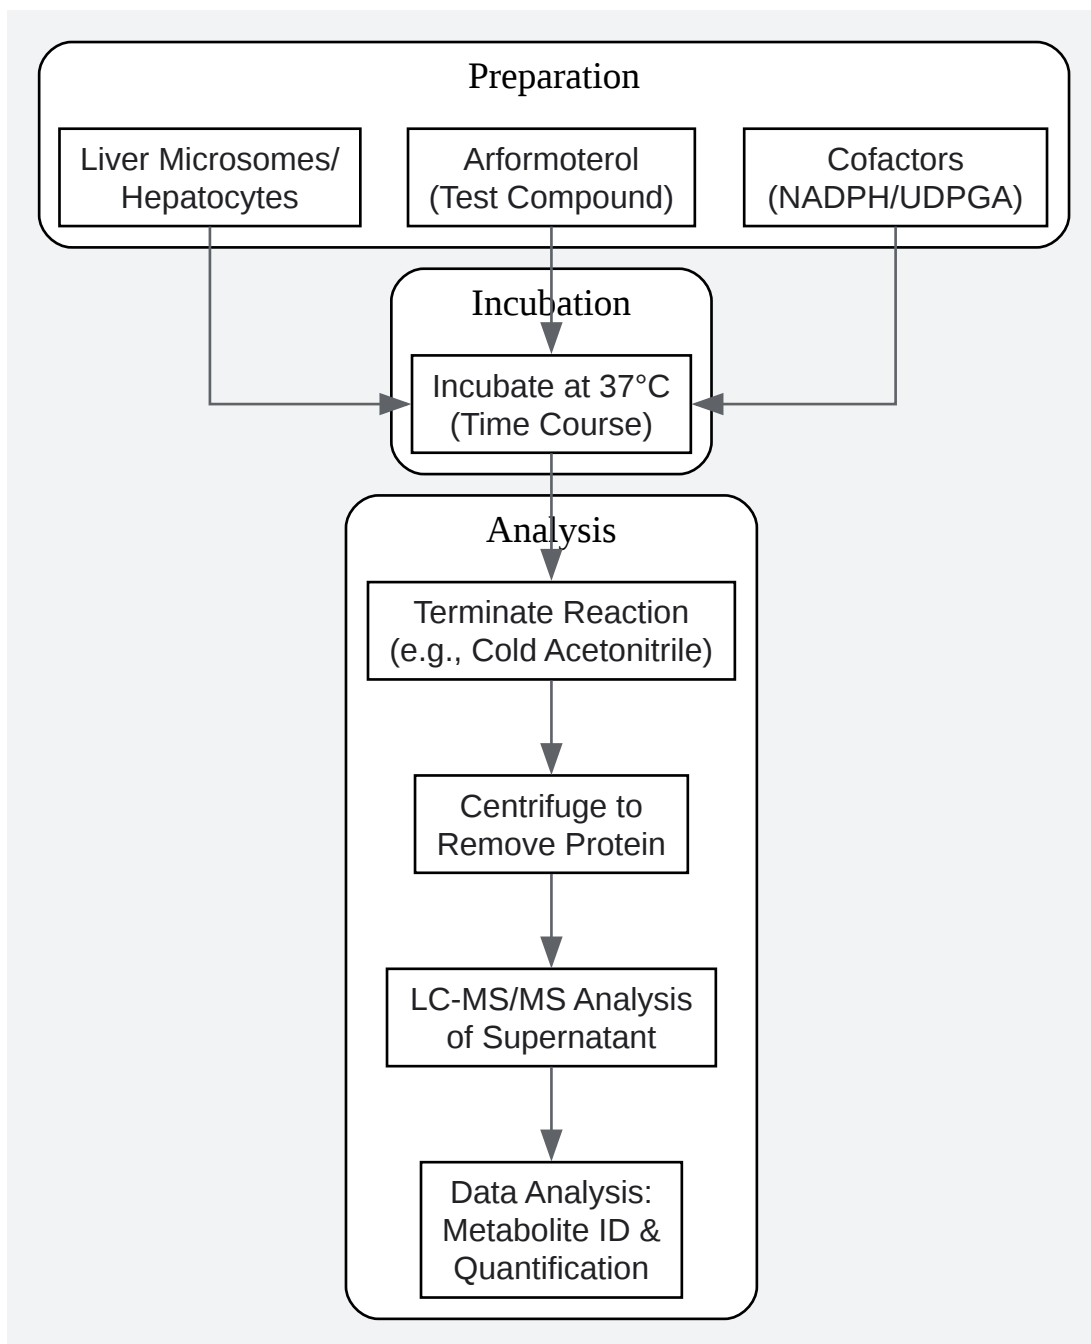 Preparation
Liver Microsomes/
Hepatocytes
Arformoterol
(Test Compound)
Cofactors
(NADPH/UDPGA)
Incubation
Incubate at 37°C
(Time Course)
Analysis
Terminate Reaction
(e.g., Cold Acetonitrile)
Centrifuge to
Remove Protein
LC-MS/MS Analysis
of Supernatant
Data Analysis:
Metabolite ID &
Quantification